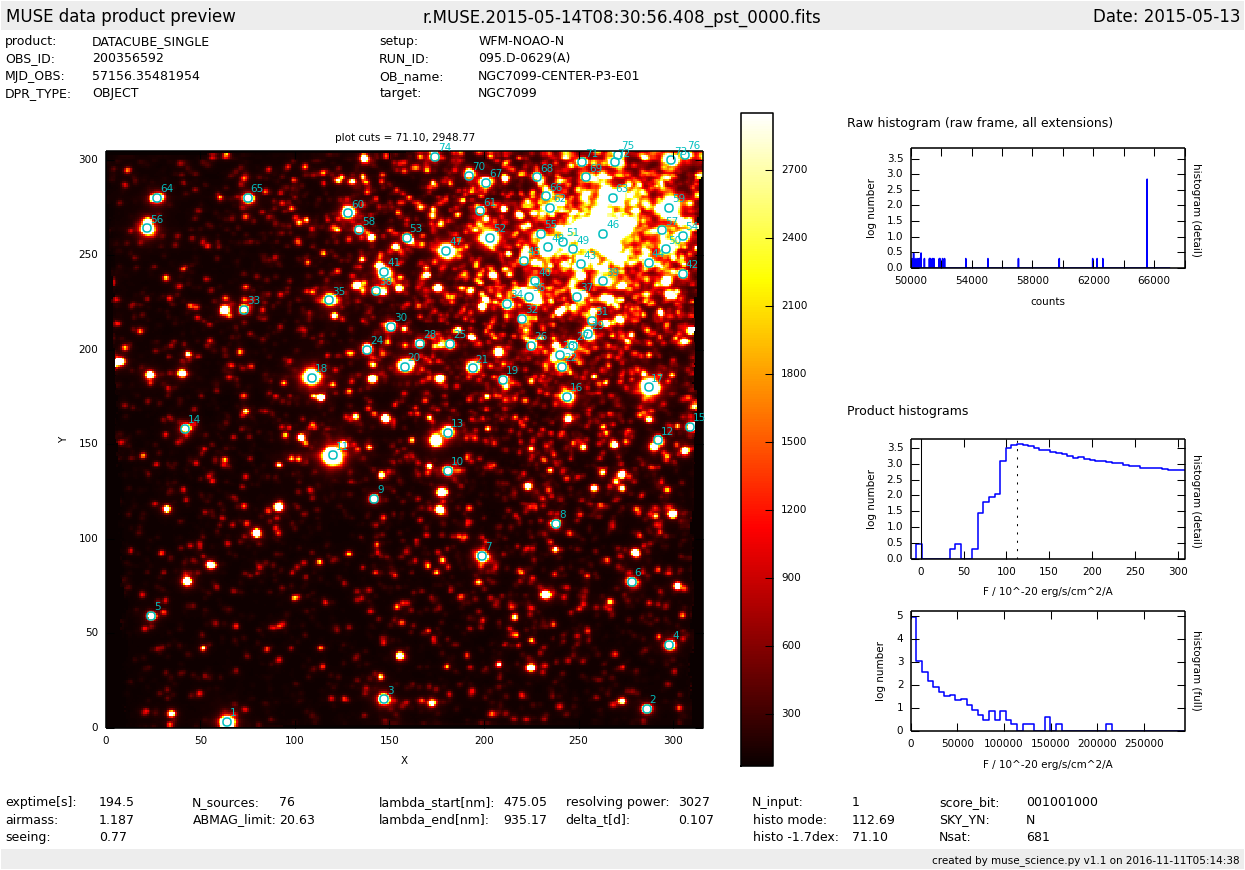 MUSE data product preview r.MUSE.2015-05-14T08:30:56.408_pst_0000.fits Date: 2015-05-13
product: DATACUBE_SINGLE setup: WFM-NOAO-N
OBS_ID: 200356592 RUN_ID: 095.D-0629(A)
MJD_OBS: 57156.35481954 OB_name: NGC7099-CENTER-P3-E01
DPR_TYPE: OBJECT target: NGC7099
plot cuts = 71.10, 2948.77
Y
300
250
200
150
100
50
0
0 50 100 150 200 250 300
X
74 75 76
70 67 68
64 65
66 60 61
58 53 52 51 49 46
47 41 43 42 50
35 33 34 32 31
30 28 25 26
24 20 21 19
18 17 16
14 13 12 15
10
9
8
7
6
5
4
3
2
1
2700
2400
2100
1800
1500
1200
900
600
300
Raw histogram (raw frame, all extensions)
log number
3.5
3.0
2.5
2.0
1.5
1.0
0.5
0.0
50000 54000 58000 62000 66000
counts
histogram (detail)
Product histograms
log number
3.5
3.0
2.5
2.0
1.5
1.0
0.5
0.0
0 50 100 150 200 250 300
F / 10^-20 erg/s/cm^2/A
histogram (detail)
log number
5
4
3
2
1
0
0 50000 100000 150000 200000 250000
F / 10^-20 erg/s/cm^2/A
histogram (full)
exptime[s]: 194.5 N_sources: 76 lambda_start[nm]: 475.05 resolving power: 3027 N_input: 1 score_bit: 001001000
airmass: 1.187 ABMAG_limit: 20.63 lambda_end[nm]: 935.17 delta_t[d]: 0.107 histo mode: 112.69 SKY_YN: N
seeing: 0.77 histo -1.7dex: 71.10 Nsat: 681
created by muse_science.py v1.1 on 2016-11-11T05:14:38